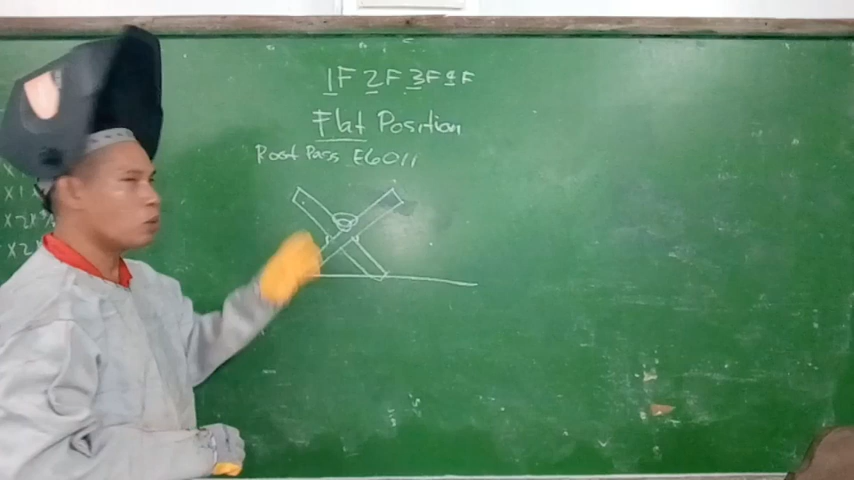 1F 2F 3F 4F
Flat Position
Root Pass E6011